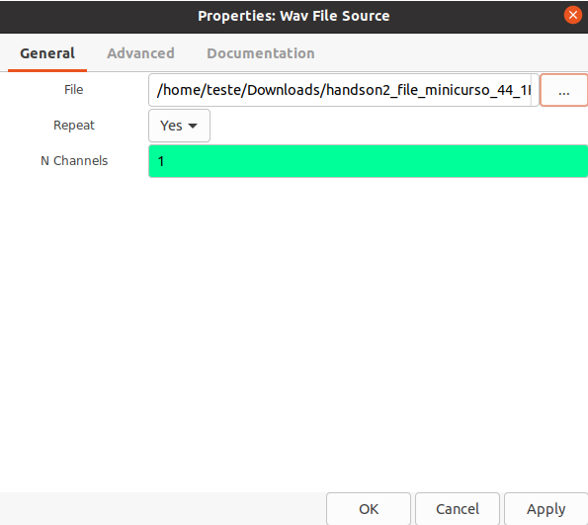 Properties: Wav File Source
General Advanced Documentation
File /home/teste/Downloads/handson2_file_minicurso_44_1 ...
Repeat Yes
N Channels 1
OK Cancel Apply